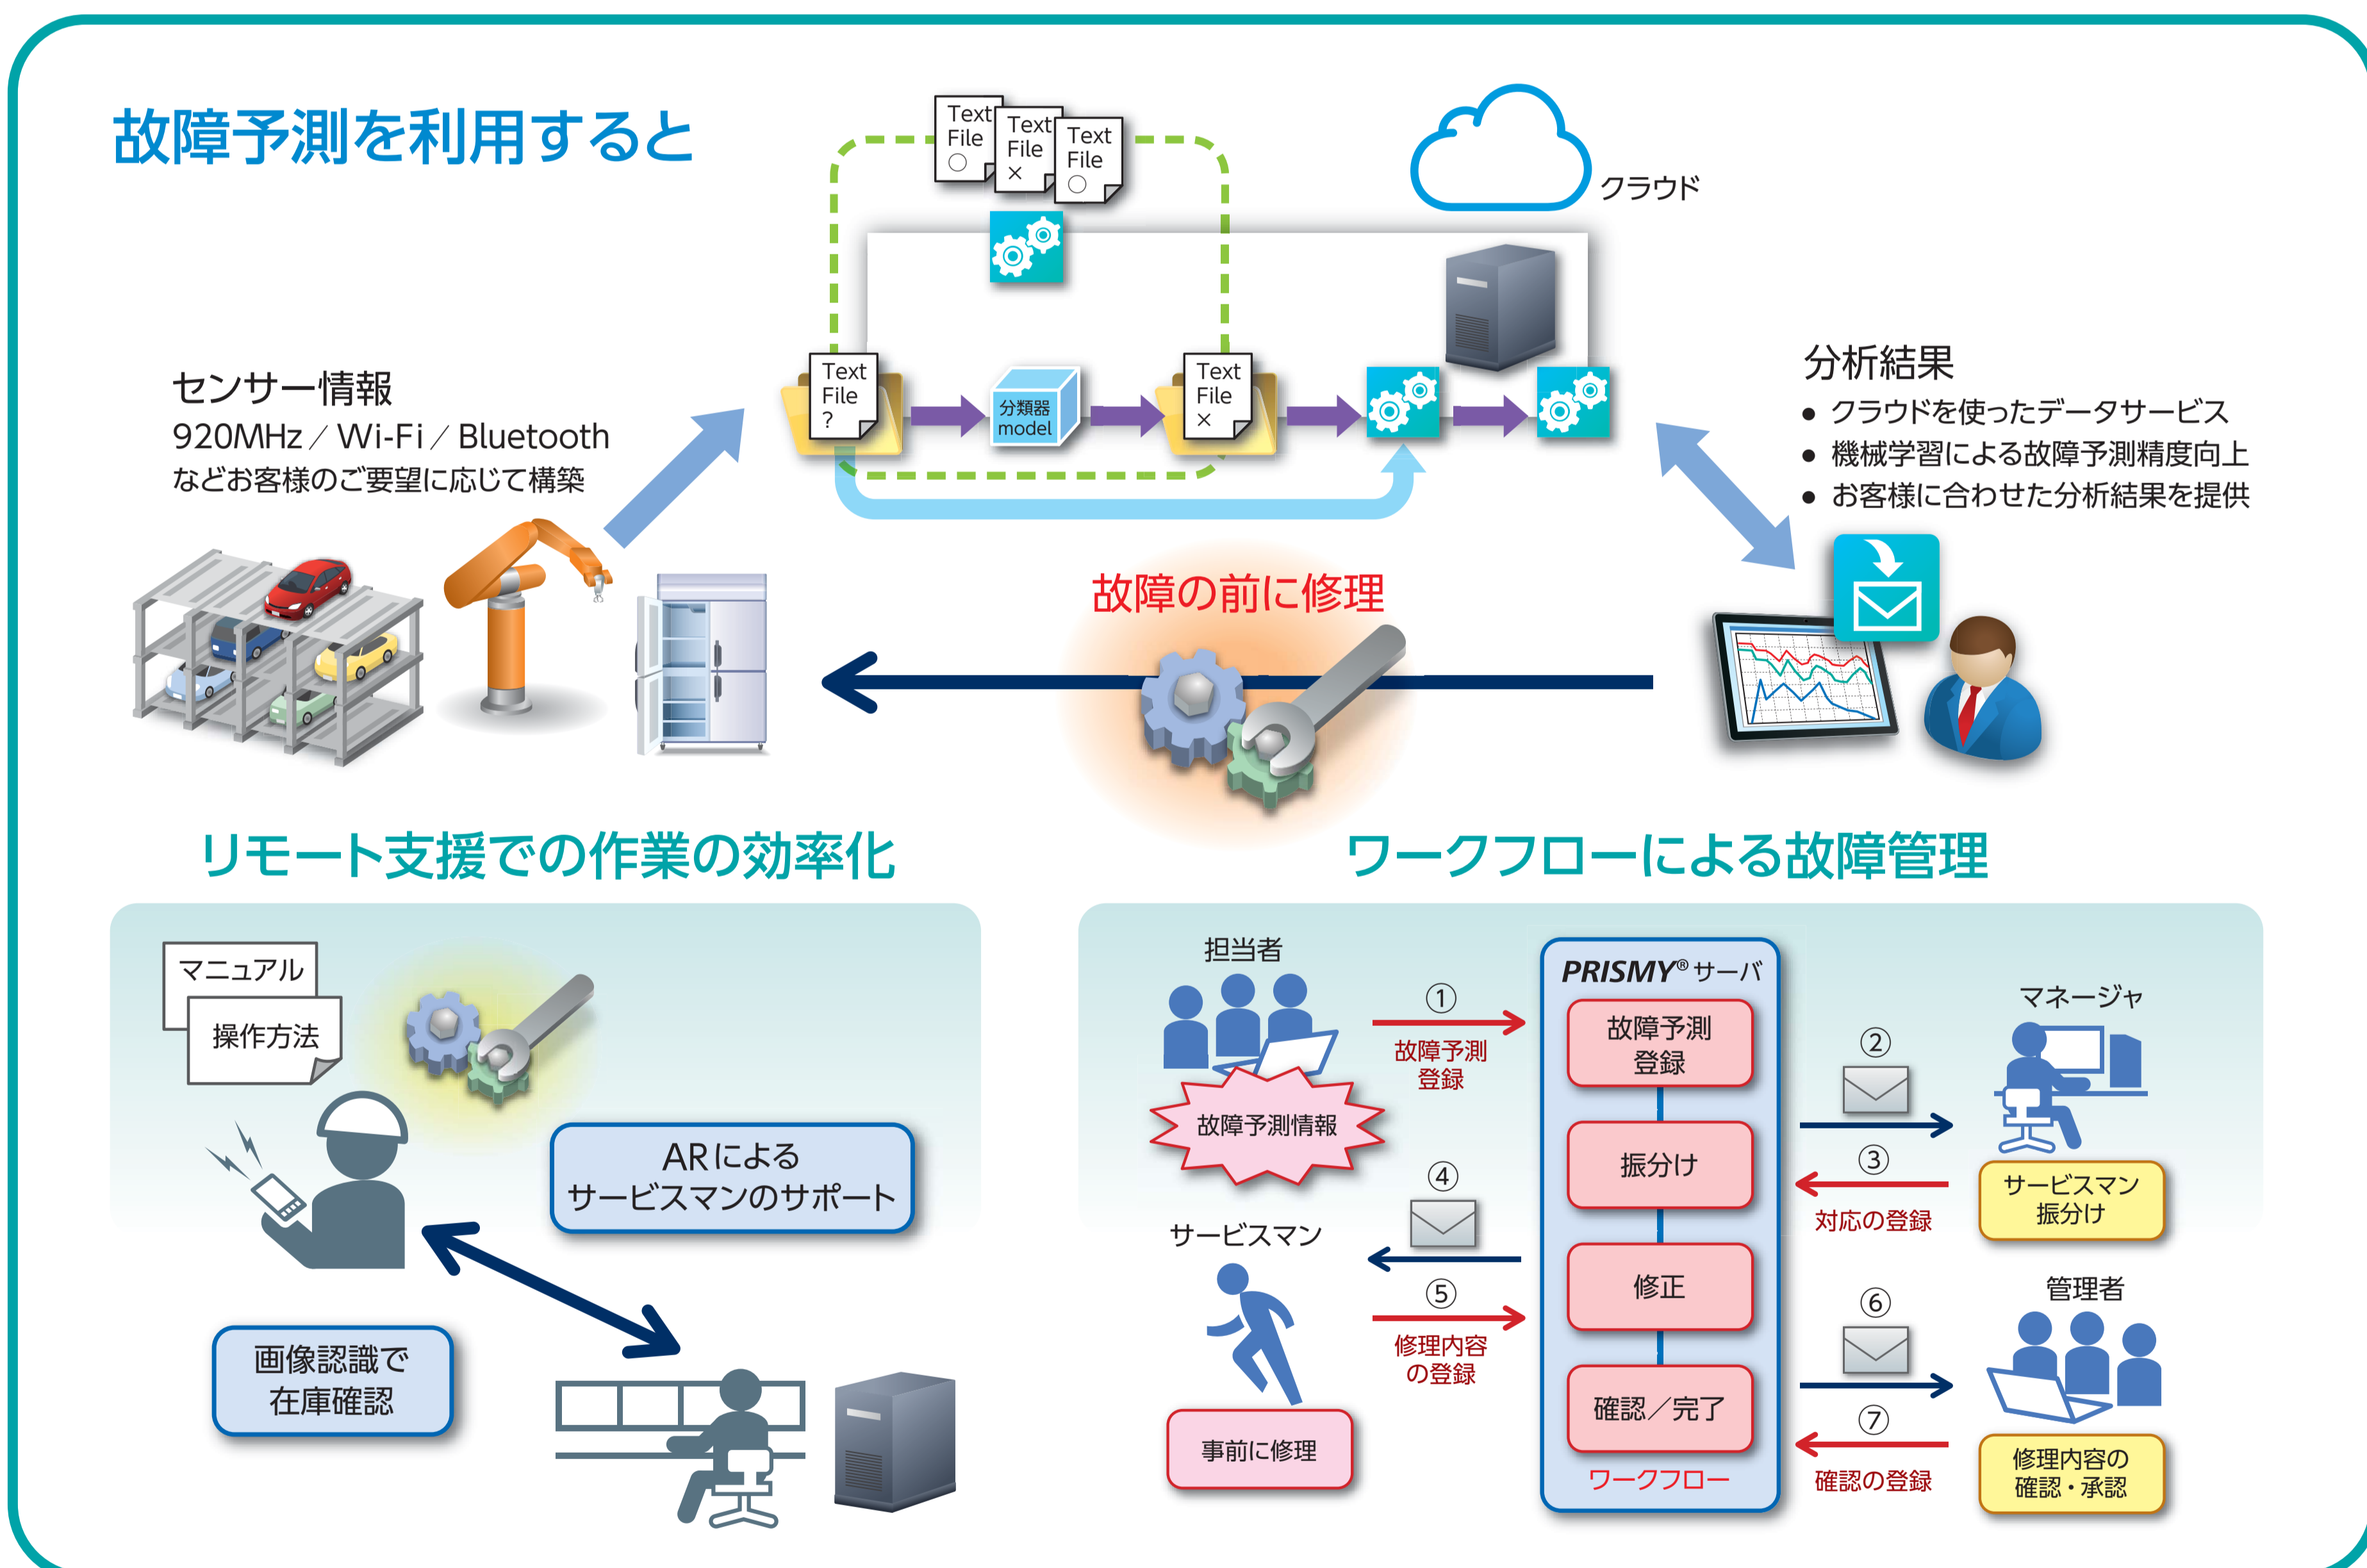 故障予測を利用すると
Text
File
○
Text
File
×
Text
File
○
クラウド
センサー情報
920MHz／Wi-Fi／Bluetooth
などお客様のご要望に応じて構築
Text
File
?
分類器
model
Text
File
×
分析結果
● クラウドを使ったデータサービス
● 機械学習による故障予測精度向上
● お客様に合わせた分析結果を提供
故障の前に修理
リモート支援での作業の効率化
マニュアル
操作方法
ARによる
サービスマンのサポート
画像認識で
在庫確認
ワークフローによる故障管理
担当者
①
故障予測
登録
故障予測情報
PRISMY®サーバ
故障予測
登録
振分け
修正
確認／完了
ワークフロー
②
マネージャ
③
対応の登録
サービスマン
振分け
④
サービスマン
⑤
修理内容
の登録
事前に修理
⑥
管理者
⑦
確認の登録
修理内容の
確認・承認